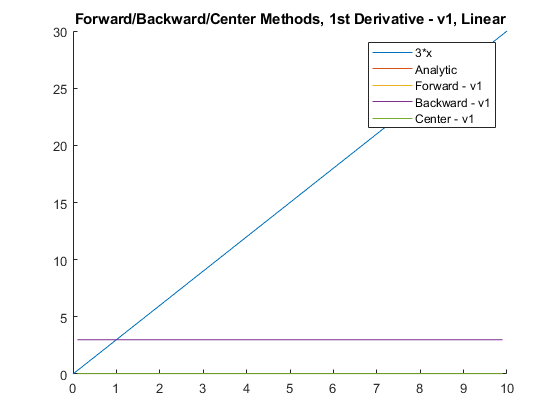 Forward/Backward/Center Methods, 1st Derivative - v1, Linear
30
25
20
15
10
5
0
3*x
Analytic
Forward - v1
Backward - v1
Center - v1
0 1 2 3 4 5 6 7 8 9 10